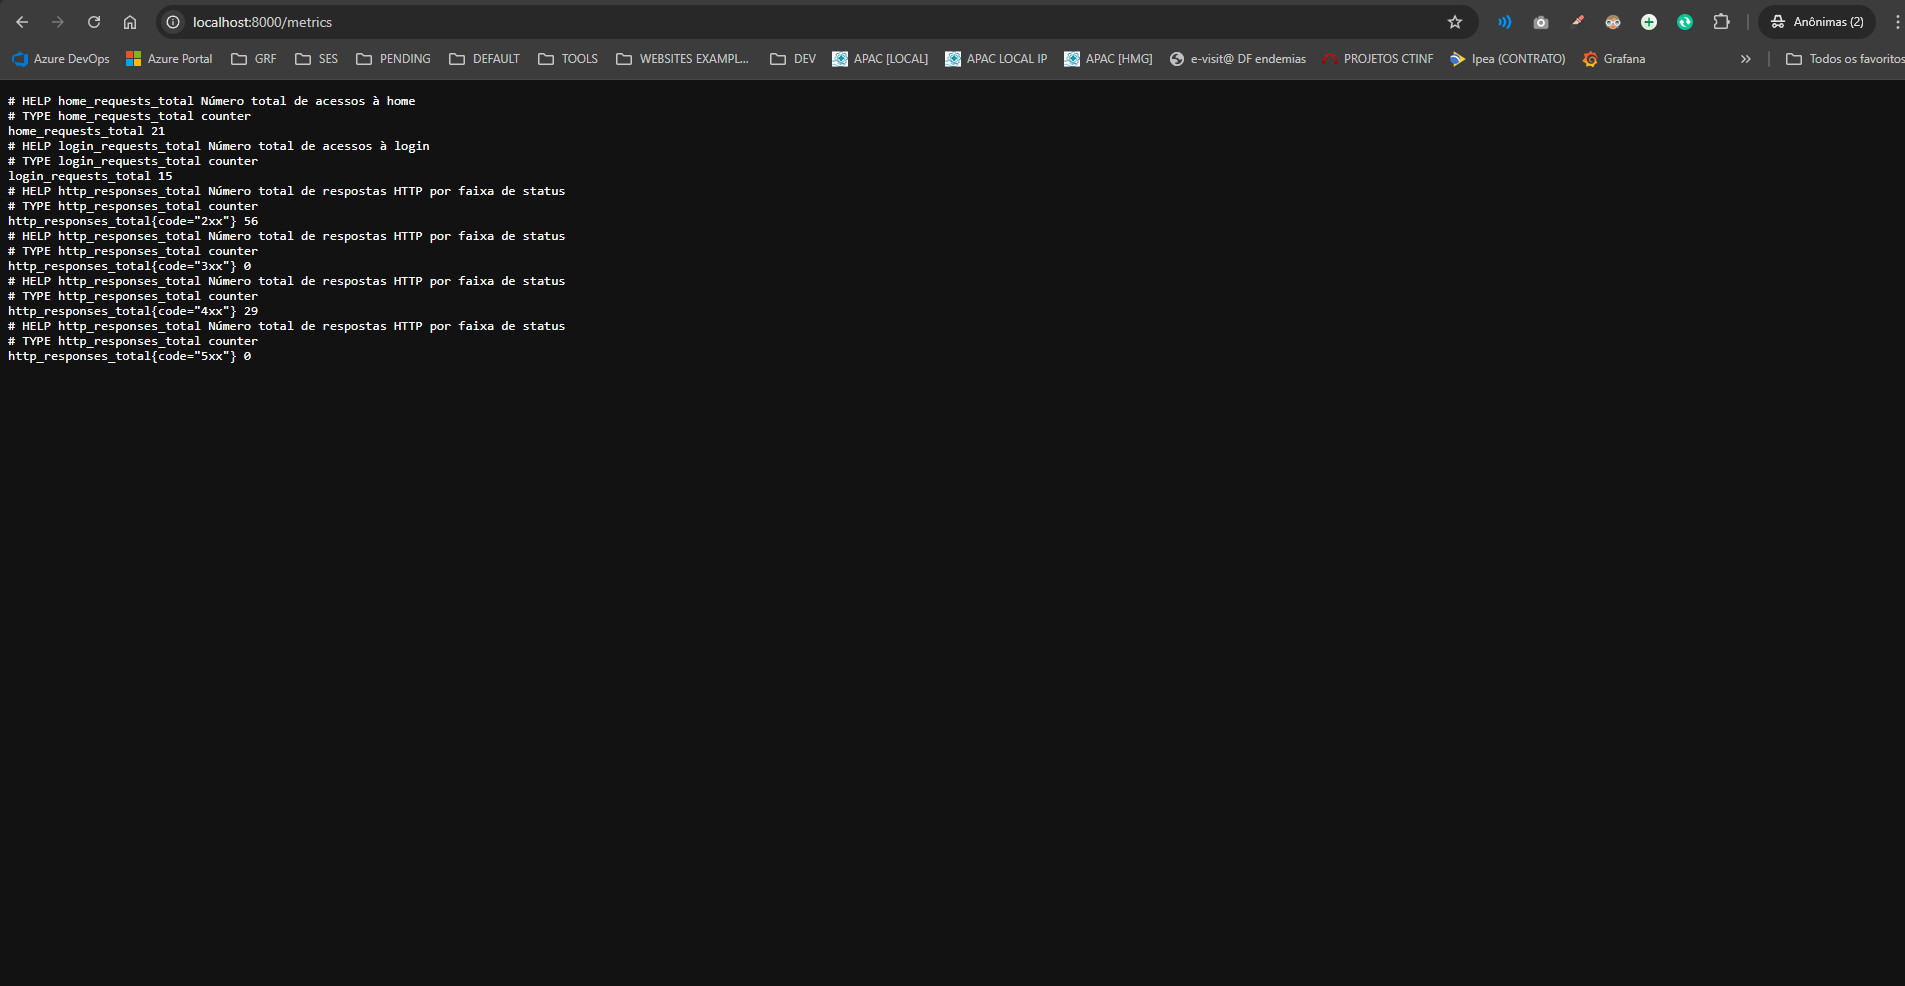 localhost:8000/metrics
Anônimas (2)
Azure DevOps Azure Portal GRF SES PENDING DEFAULT TOOLS WEBSITES EXAMPL... DEV APAC [LOCAL] APAC LOCAL IP APAC [HMG] e-visit@ DF endemias PROJETOS CTINF Ipea (CONTRATO) Grafana » Todos os favoritos
# HELP home_requests_total Número total de acessos à home
# TYPE home_requests_total counter
home_requests_total 21
# HELP login_requests_total Número total de acessos à login
# TYPE login_requests_total counter
login_requests_total 15
# HELP http_responses_total Número total de respostas HTTP por faixa de status
# TYPE http_responses_total counter
http_responses_total{code="2xx"} 56
# HELP http_responses_total Número total de respostas HTTP por faixa de status
# TYPE http_responses_total counter
http_responses_total{code="3xx"} 0
# HELP http_responses_total Número total de respostas HTTP por faixa de status
# TYPE http_responses_total counter
http_responses_total{code="4xx"} 29
# HELP http_responses_total Número total de respostas HTTP por faixa de status
# TYPE http_responses_total counter
http_responses_total{code="5xx"} 0